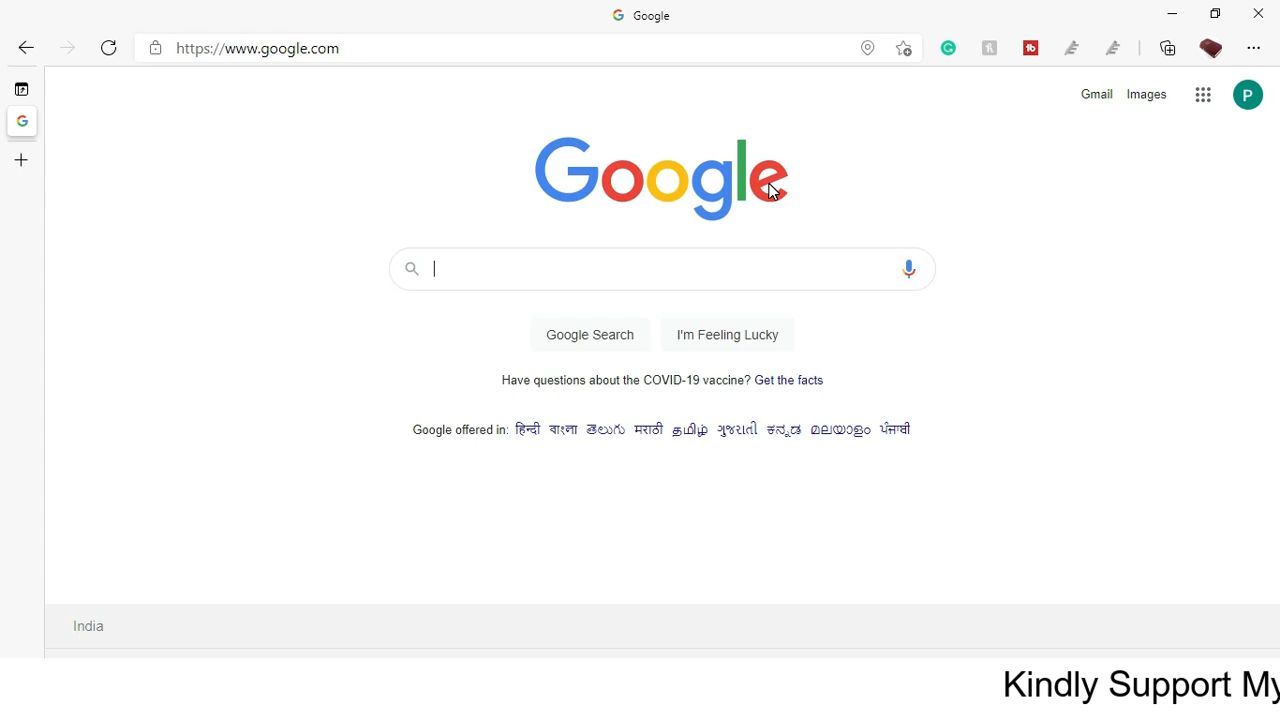 Google
https://www.google.com
Gmail Images
P
Google
Google Search I'm Feeling Lucky
Have questions about the COVID-19 vaccine? Get the facts
Google offered in: हिन्दी বাংলা తెలుగు मराठी தமிழ் ગુજરાતી ಕನ್ನಡ മലയാളം ਪੰਜਾਬੀ
India
Kindly Support My